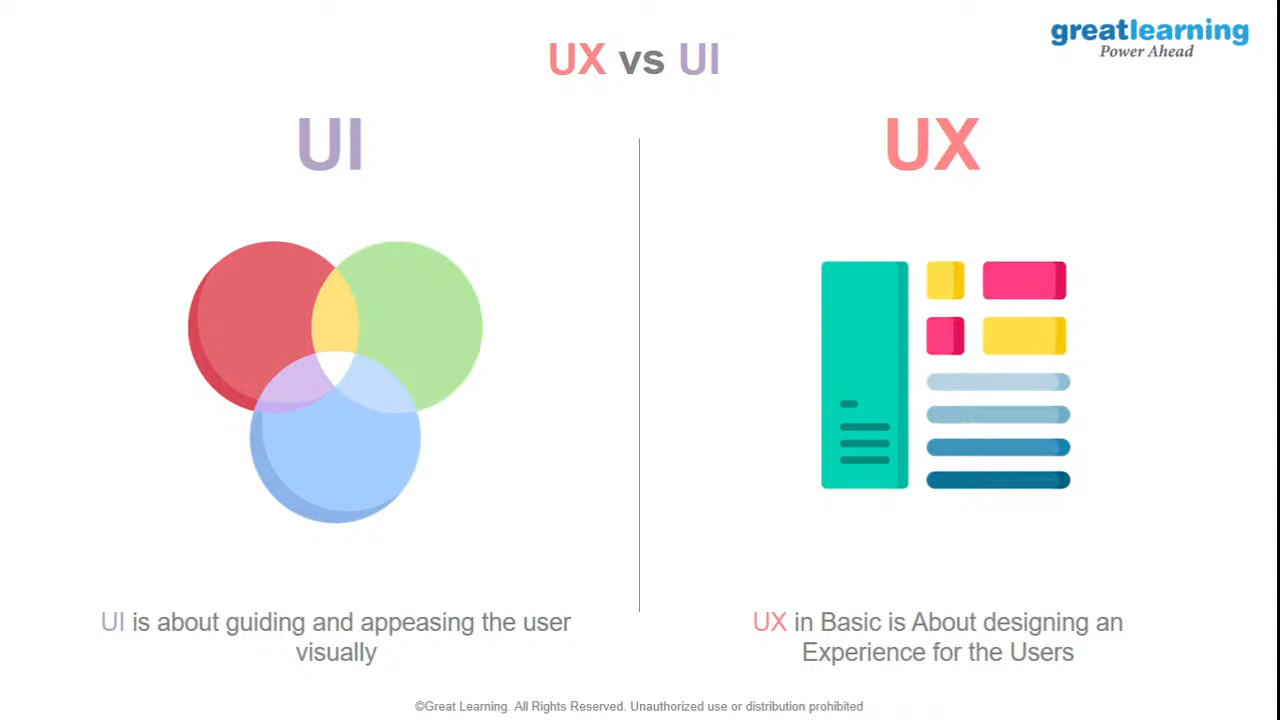 greatlearning
Power Ahead
UX vs UI
UI
UX
UI is about guiding and appeasing the user
visually
UX in Basic is About designing an
Experience for the Users
©Great Learning. All Rights Reserved. Unauthorized use or distribution prohibited